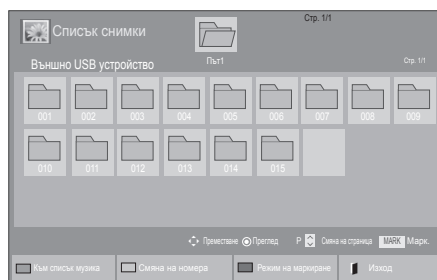 Стр. 1/1
Списък снимки
Външно USB устройство Път1 Стр. 1/1
001 002 003 004 005 006 007 008 009
010 011 012 013 014 015
Преместване Преглед P Смяна на страница MARK Марк.
Към списък музика Смяна на номера Режим на маркиране Изход